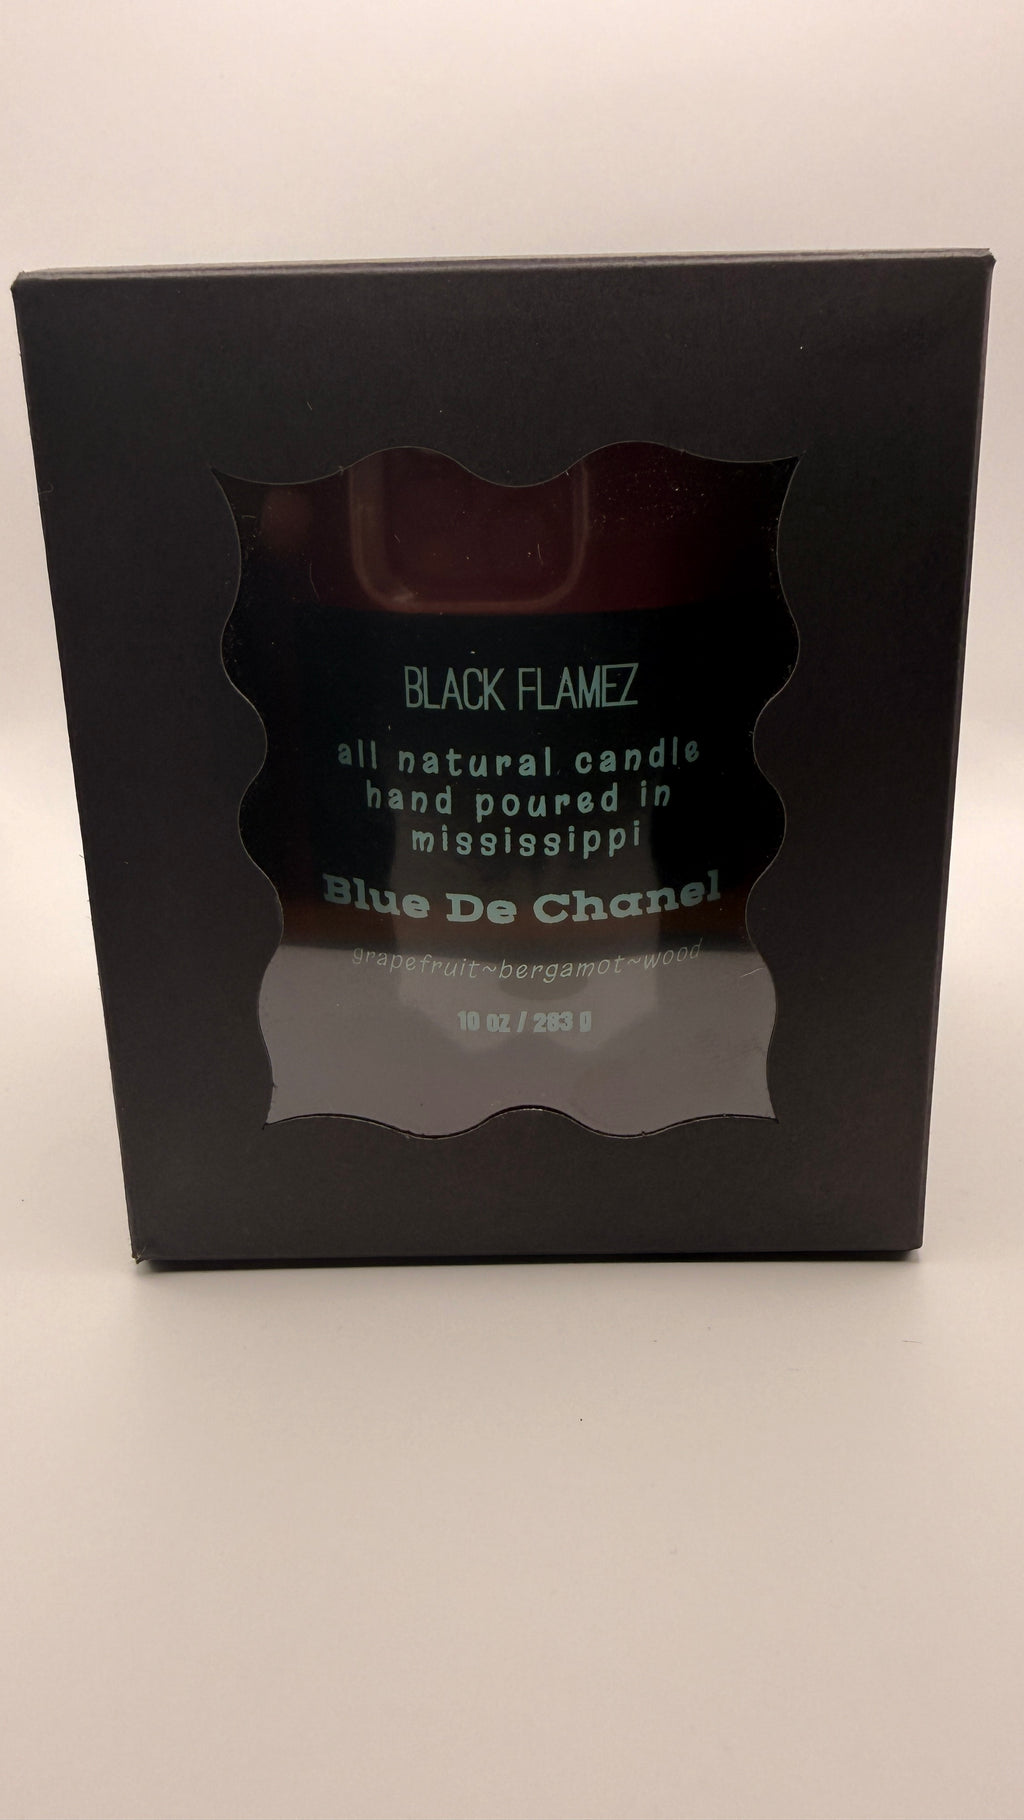 BLACK FLAMEZ
all natural candle
hand poured in
mississippi
Blue De Chanel
grapefruit~bergamot~wood
10 oz / 283 g